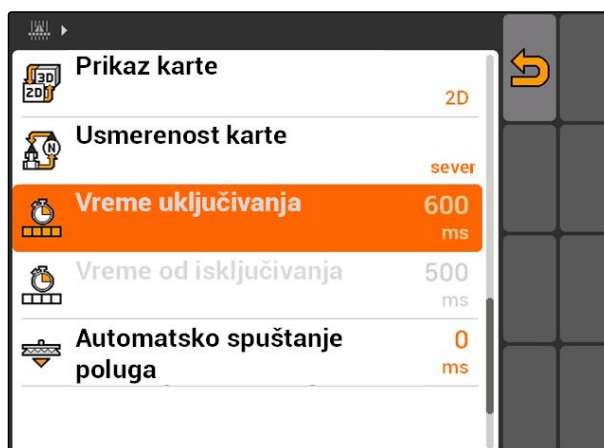 Prikaz karte
2D
Usmerenost karte
sever
Vreme uključivanja
600
ms
Vreme od isključivanja
500
ms
Automatsko spuštanje
poluga
0
ms